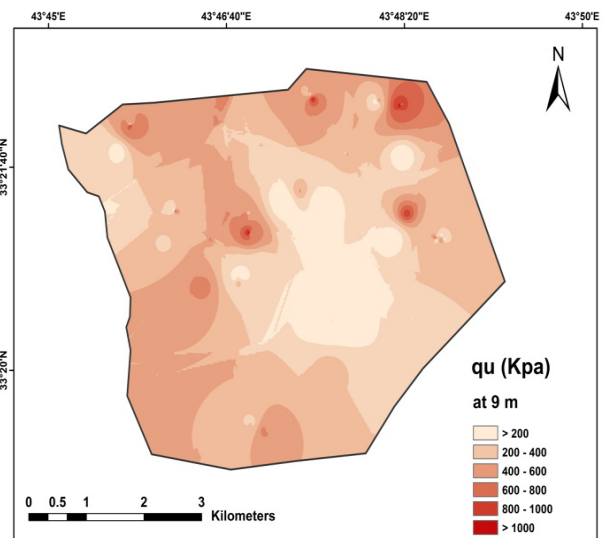 43°45'E 43°46'40"E 43°48'20"E 43°50'E
N
33°21'40"N
33°20'N
qu (Kpa)
at 9 m
> 200
200 - 400
400 - 600
600 - 800
800 - 1000
> 1000
0 0.5 1 2 3
Kilometers